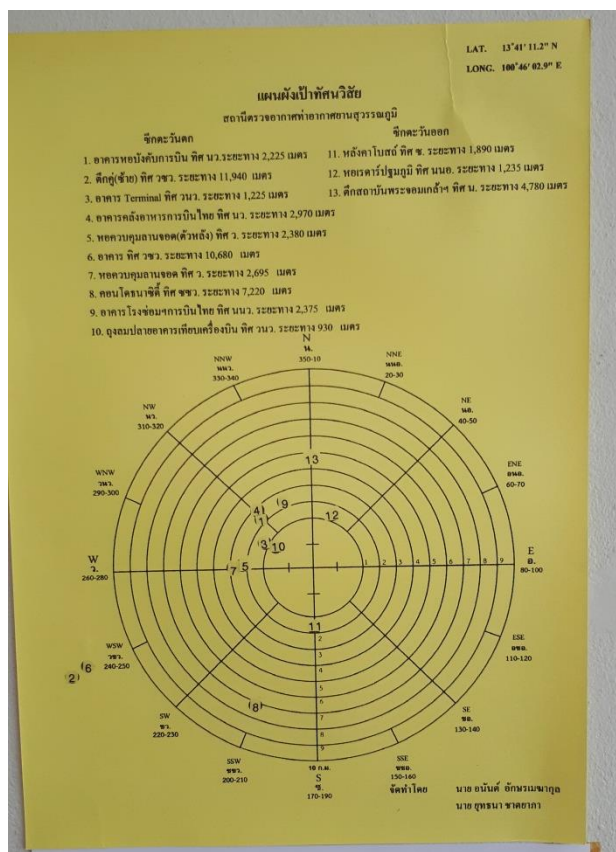 LAT. 13°41' 11.2" N
LONG. 100°46' 02.9" E
แผนผังเป้าทัศนวิสัย
สถานีตรวจอากาศท่าอากาศยานสุวรรณภูมิ
ซีกตะวันตก
1. อาคารหอบังคับการบิน ทิศ นว.ระยะทาง 2,225 เมตร
2. ตึกคู่(ซ้าย) ทิศ วซว. ระยะทาง 11,940 เมตร
3. อาคาร Terminal ทิศ วนว. ระยะทาง 1,225 เมตร
4. อาคารคลังอาหารการบินไทย ทิศ นว. ระยะทาง 2,970 เมตร
5. หอควบคุมลานจอด(ตัวหลัง) ทิศ ว. ระยะทาง 2,380 เมตร
6. อาคาร ทิศ วซว. ระยะทาง 10,680 เมตร
7. หอควบคุมลานจอด ทิศ ว. ระยะทาง 2,695 เมตร
8. คอนโดธนาซิตี้ ทิศ ซซว. ระยะทาง 7,220 เมตร
9. อาคารโรงซ่อมฯการบินไทย ทิศ นนว. ระยะทาง 2,375 เมตร
10. ถุงลมปลายอาคารเทียบเครื่องบิน ทิศ วนว. ระยะทาง 930 เมตร
ซีกตะวันออก
11. หลังคาโบสถ์ ทิศ ซ. ระยะทาง 1,890 เมตร
12. หอเรดาร์ปฐมภูมิ ทิศ นนอ. ระยะทาง 1,235 เมตร
13. ตึกสถาบันพระจอมเกล้าฯ ทิศ น. ระยะทาง 4,780 เมตร
N
น.
350-10
NNW
นนว.
330-340
NNE
นนอ.
20-30
NW
นว.
310-320
NE
นอ.
40-50
WNW
วนว.
290-300
ENE
อนอ.
60-70
13
4
1
9
12
3
10
W
ว.
260-280
7
5
1 2 3 4 5 6 7 8 9
E
อ.
80-100
11
2
3
4
5
6
7
8
9
10 ก.ม.
WSW
วซว.
240-250
6
2
ESE
อซอ.
110-120
8
SW
ซว.
220-230
SE
ซอ.
130-140
SSW
ซซว.
200-210
S
ซ.
170-190
SSE
ซซอ.
150-160
จัดทำโดย นาย อนันต์ อักษรเมฆากุล
นาย ยุทธนา ชาตยาภา